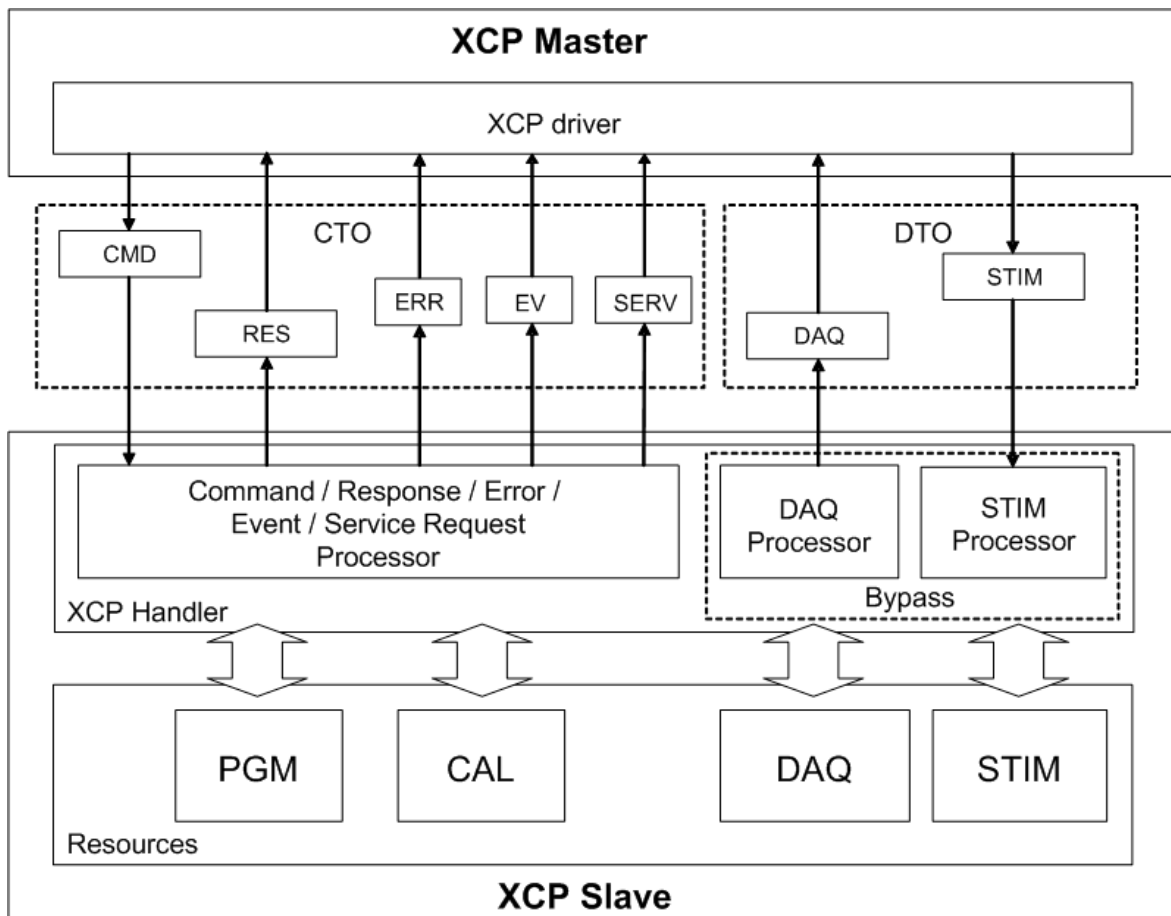 XCP Master
XCP driver
CTO
DTO
CMD
STIM
ERR
EV
SERV
RES
DAQ
Command / Response / Error /
Event / Service Request
Processor
DAQ
Processor
STIM
Processor
Bypass
XCP Handler
PGM
CAL
DAQ
STIM
Resources
XCP Slave